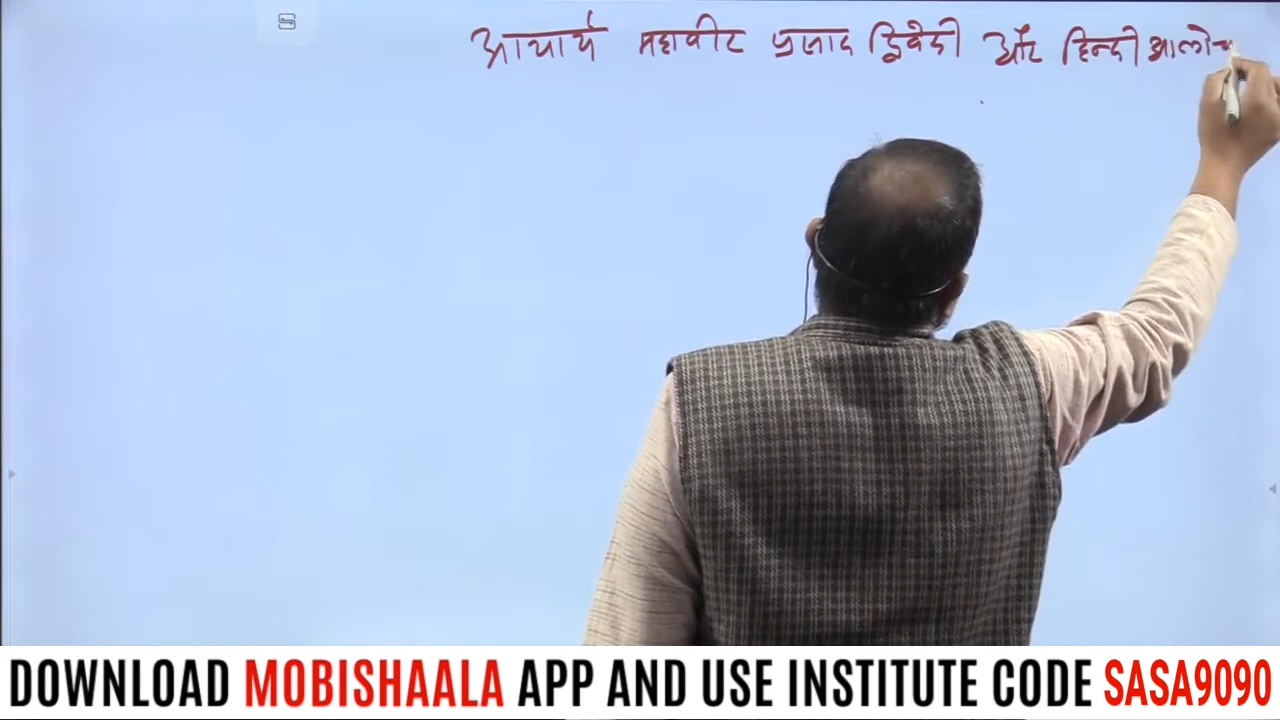 आचार्य महावीर प्रसाद द्विवेदी और हिन्दी आलोच
DOWNLOAD MOBISHAALA APP AND USE INSTITUTE CODE SASA9090